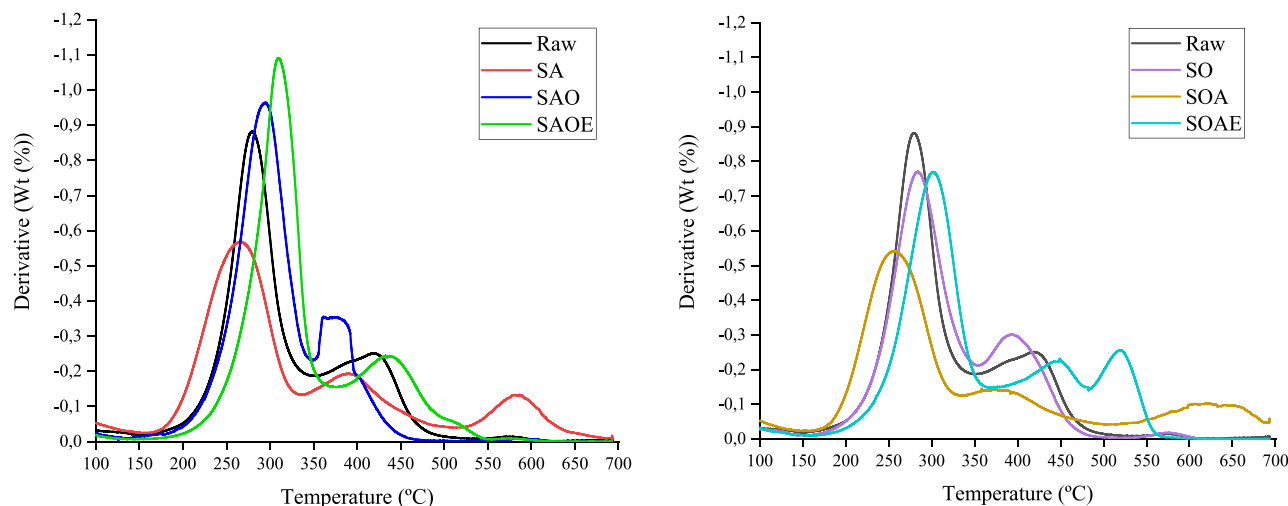 -1,2
-1,1
-1,0
-0,9
-0,8
-0,7
-0,6
-0,5
-0,4
-0,3
-0,2
-0,1
0,0
Derivative (Wt (%))
100 150 200 250 300 350 400 450 500 550 600 650 700
Temperature (ºC)
Raw
SA
SAO
SAOE
-1,2
-1,1
-1,0
-0,9
-0,8
-0,7
-0,6
-0,5
-0,4
-0,3
-0,2
-0,1
0,0
Derivative (Wt (%))
100 150 200 250 300 350 400 450 500 550 600 650 700
Temperature (ºC)
Raw
SO
SOA
SOAE